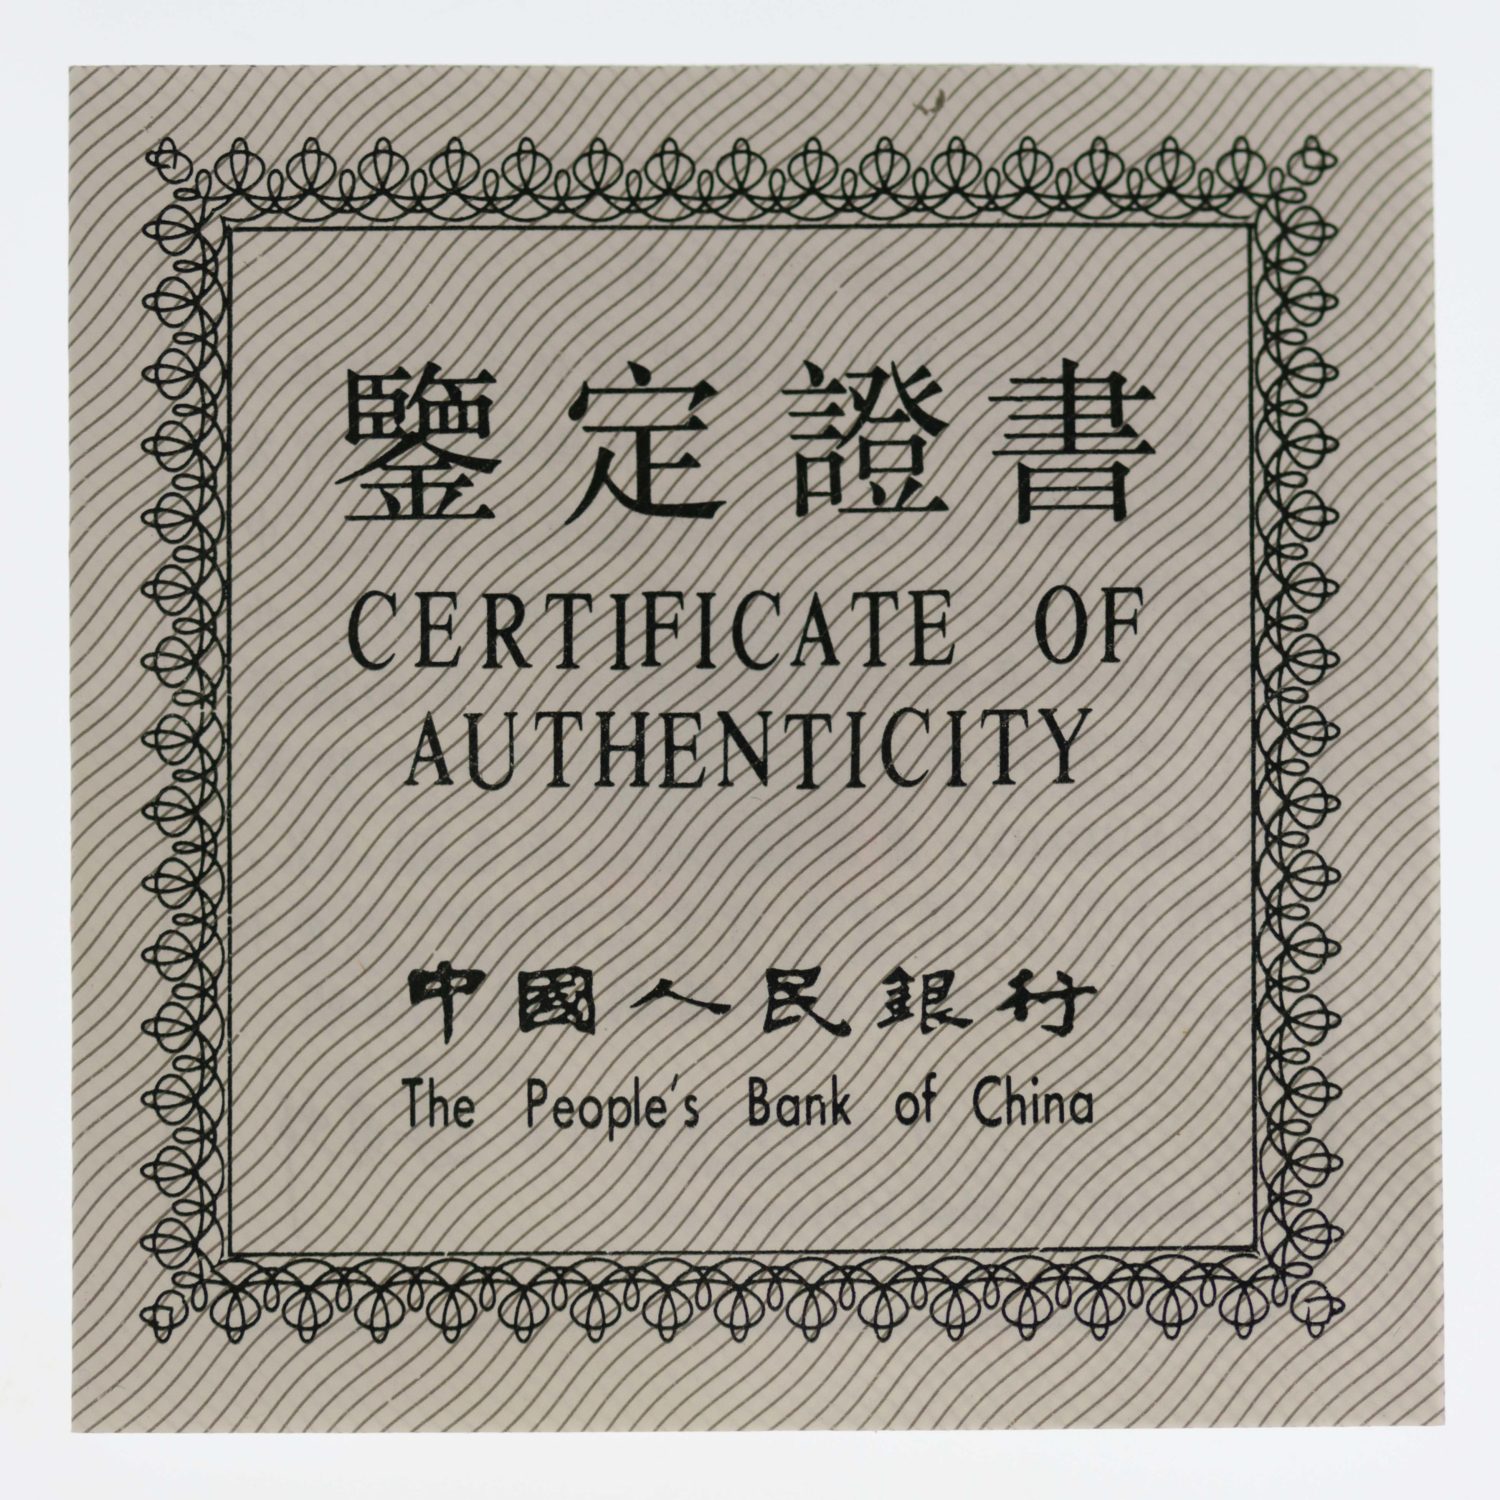 鑒定證書
CERTIFICATE OF
AUTHENTICITY
中國人民銀行
The People's Bank of China